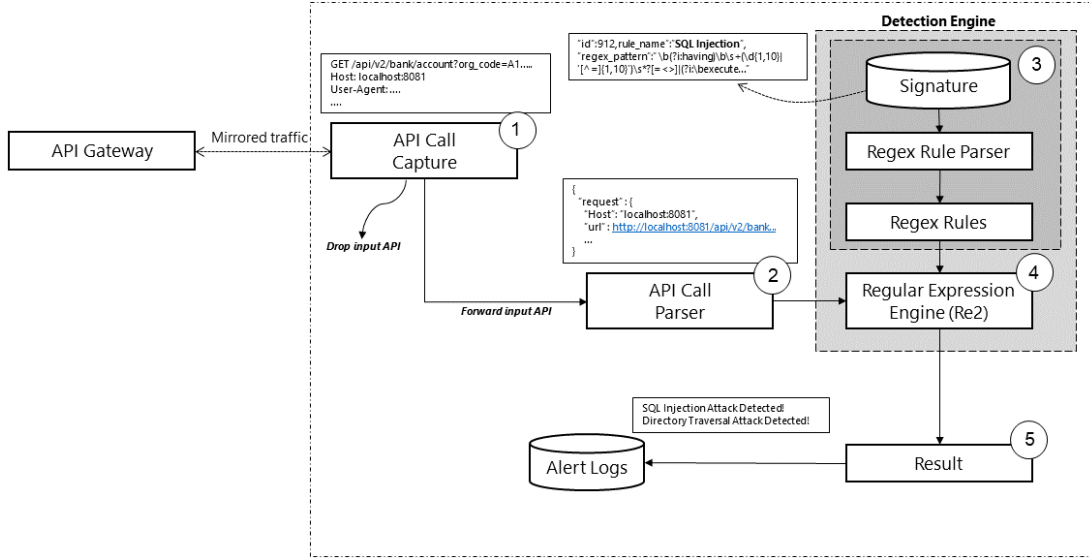 Detection Engine
"id":912,rule_name":"SQL Injection",
"regex_pattern":" \b(?i:having)\b\s+(\d{1,10}|
'[^ =]{1,10}')\s*?[= <>]|(?i:\bexecute..."
3
Signature
GET /api/v2/bank/account?org_code=A1.....
Host: localhost:8081
User-Agent: ....
....
1
API Gateway
Mirrored traffic
API Call
Capture
Regex Rule Parser
{
"request" : {
"Host": "localhost:8081",
"url" : http://localhost:8081/api/v2/bank...
...
}
Regex Rules
Drop input API
2
API Call
Parser
4
Regular Expression
Engine (Re2)
Forward input API
SQL Injection Attack Detected!
Directory Traversal Attack Detected!
5
Alert Logs
Result